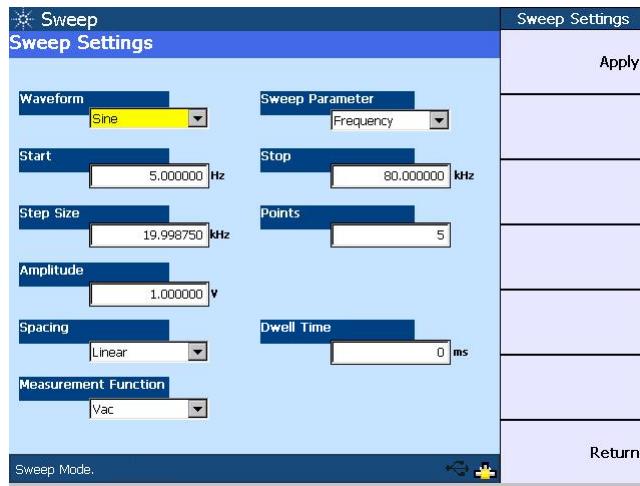 Sweep
Sweep Settings
Sweep Settings
Apply
Waveform
Sine
Sweep Parameter
Frequency
Start
5.000000 Hz
Stop
80.000000 kHz
Step Size
19.998750 kHz
Points
5
Amplitude
1.000000 V
Spacing
Linear
Dwell Time
0 ms
Measurement Function
Vac
Return
Sweep Mode.